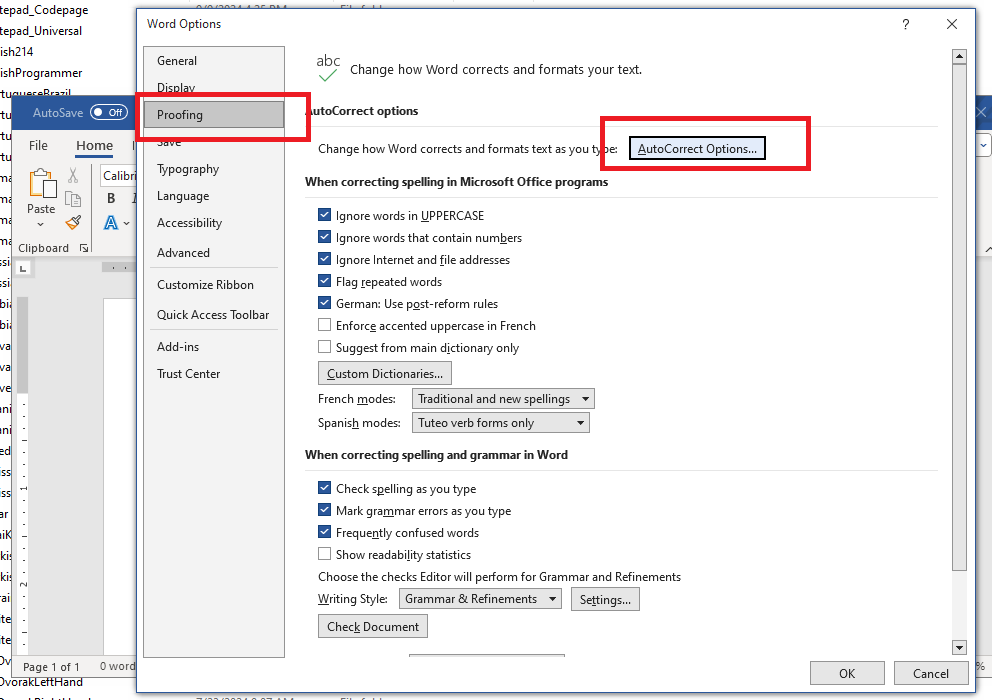 tepad_Codepage
tepad_Universal
ish214
ishProgrammer
AutoSave
Off
File
Home
Calibri
Paste
B
A
Clipboard
L
1
2
Page 1 of 1
0 word
DvorakLeftHand
Word Options
?
General
Display
Proofing
Save
Typography
Language
Accessibility
Advanced
Customize Ribbon
Quick Access Toolbar
Add-ins
Trust Center
abc
Change how Word corrects and formats your text.
AutoCorrect options
Change how Word corrects and formats text as you type:
AutoCorrect Options...
When correcting spelling in Microsoft Office programs
Ignore words in UPPERCASE
Ignore words that contain numbers
Ignore Internet and file addresses
Flag repeated words
German: Use post-reform rules
Enforce accented uppercase in French
Suggest from main dictionary only
Custom Dictionaries...
French modes:
Traditional and new spellings
Spanish modes:
Tuteo verb forms only
When correcting spelling and grammar in Word
Check spelling as you type
Mark grammar errors as you type
Frequently confused words
Show readability statistics
Choose the checks Editor will perform for Grammar and Refinements
Writing Style:
Grammar & Refinements
Settings...
Check Document
OK
Cancel
%